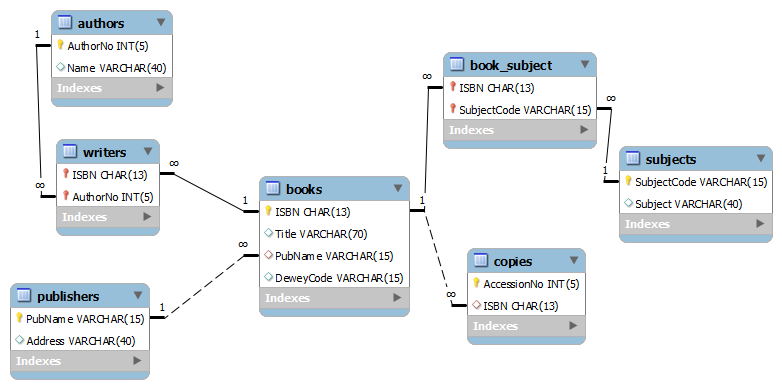 authors
AuthorNo INT(5)
Name VARCHAR(40)
Indexes
1
∞
writers
ISBN CHAR(13)
AuthorNo INT(5)
Indexes
∞
1
publishers
PubName VARCHAR(15)
Address VARCHAR(40)
Indexes
1
∞
books
ISBN CHAR(13)
Title VARCHAR(70)
PubName VARCHAR(15)
DeweyCode VARCHAR(15)
Indexes
1
∞
book_subject
ISBN CHAR(13)
SubjectCode VARCHAR(15)
Indexes
∞
1
subjects
SubjectCode VARCHAR(15)
Subject VARCHAR(40)
Indexes
∞
copies
AccessionNo INT(5)
ISBN CHAR(13)
Indexes